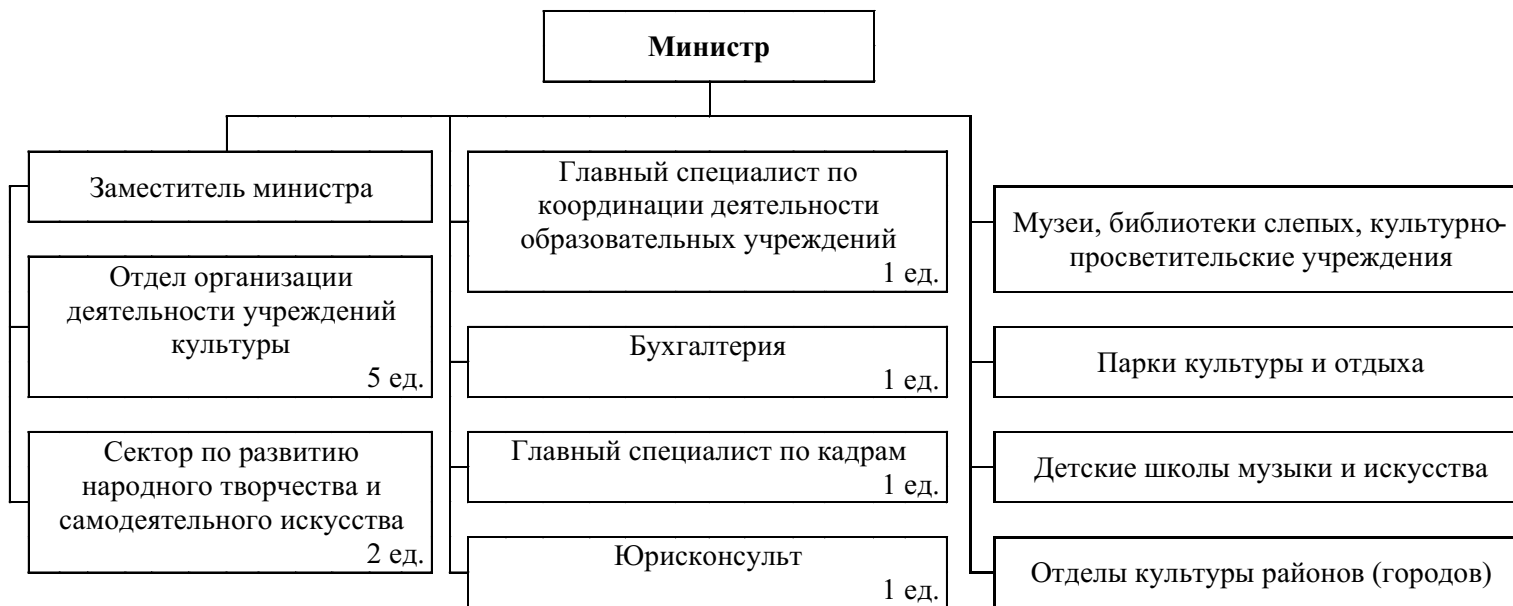 Министр
Заместитель министра
Отдел организации
деятельности учреждений
культуры
5 ед.
Сектор по развитию
народного творчества и
самодеятельного искусства
2 ед.
Главный специалист по
координации деятельности
образовательных учреждений
1 ед.
Бухгалтерия
1 ед.
Главный специалист по кадрам
1 ед.
Юрисконсульт
1 ед.
Музеи, библиотеки слепых, культурно-
просветительские учреждения
Парки культуры и отдыха
Детские школы музыки и искусства
Отделы культуры районов (городов)